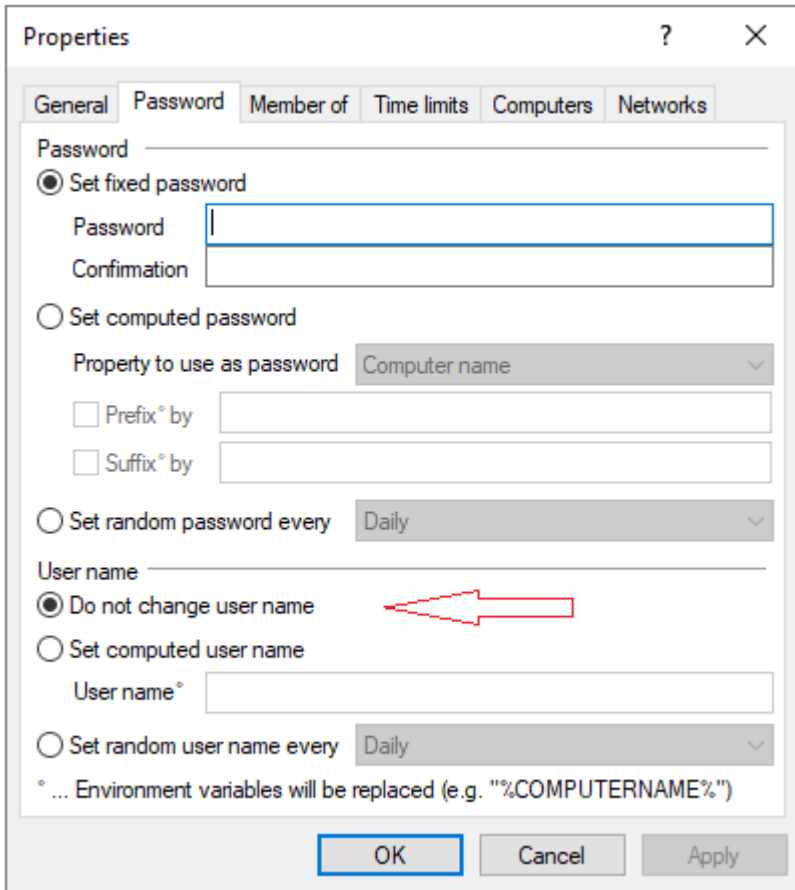 Properties ?
General Password Member of Time limits Computers Networks
Password
Set fixed password
Password
Confirmation
Set computed password
Property to use as password Computer name
Prefix° by
Suffix° by
Set random password every Daily
User name
Do not change user name
Set computed user name
User name°
Set random user name every Daily
° ... Environment variables will be replaced (e.g. "%COMPUTERNAME%")
OK Cancel Apply